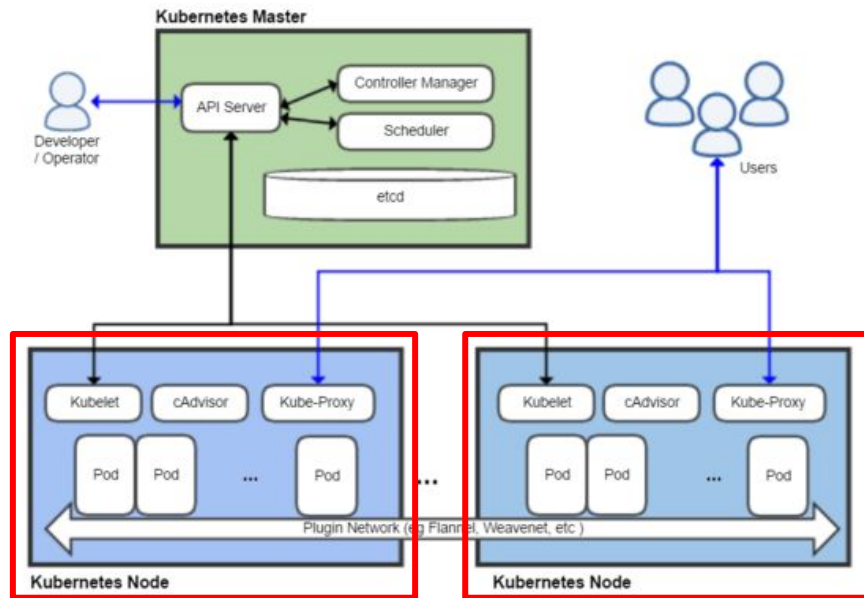 Kubernetes Master
API Server
Controller Manager
Scheduler
etcd
Developer
/ Operator
Users
Kubelet
cAdvisor
Kube-Proxy
Kubelet
cAdvisor
Kube-Proxy
Pod
Pod
...
Pod
...
Pod
Pod
...
Pod
Plugin Network (eg Flannel, Weavenet, etc )
Kubernetes Node
Kubernetes Node